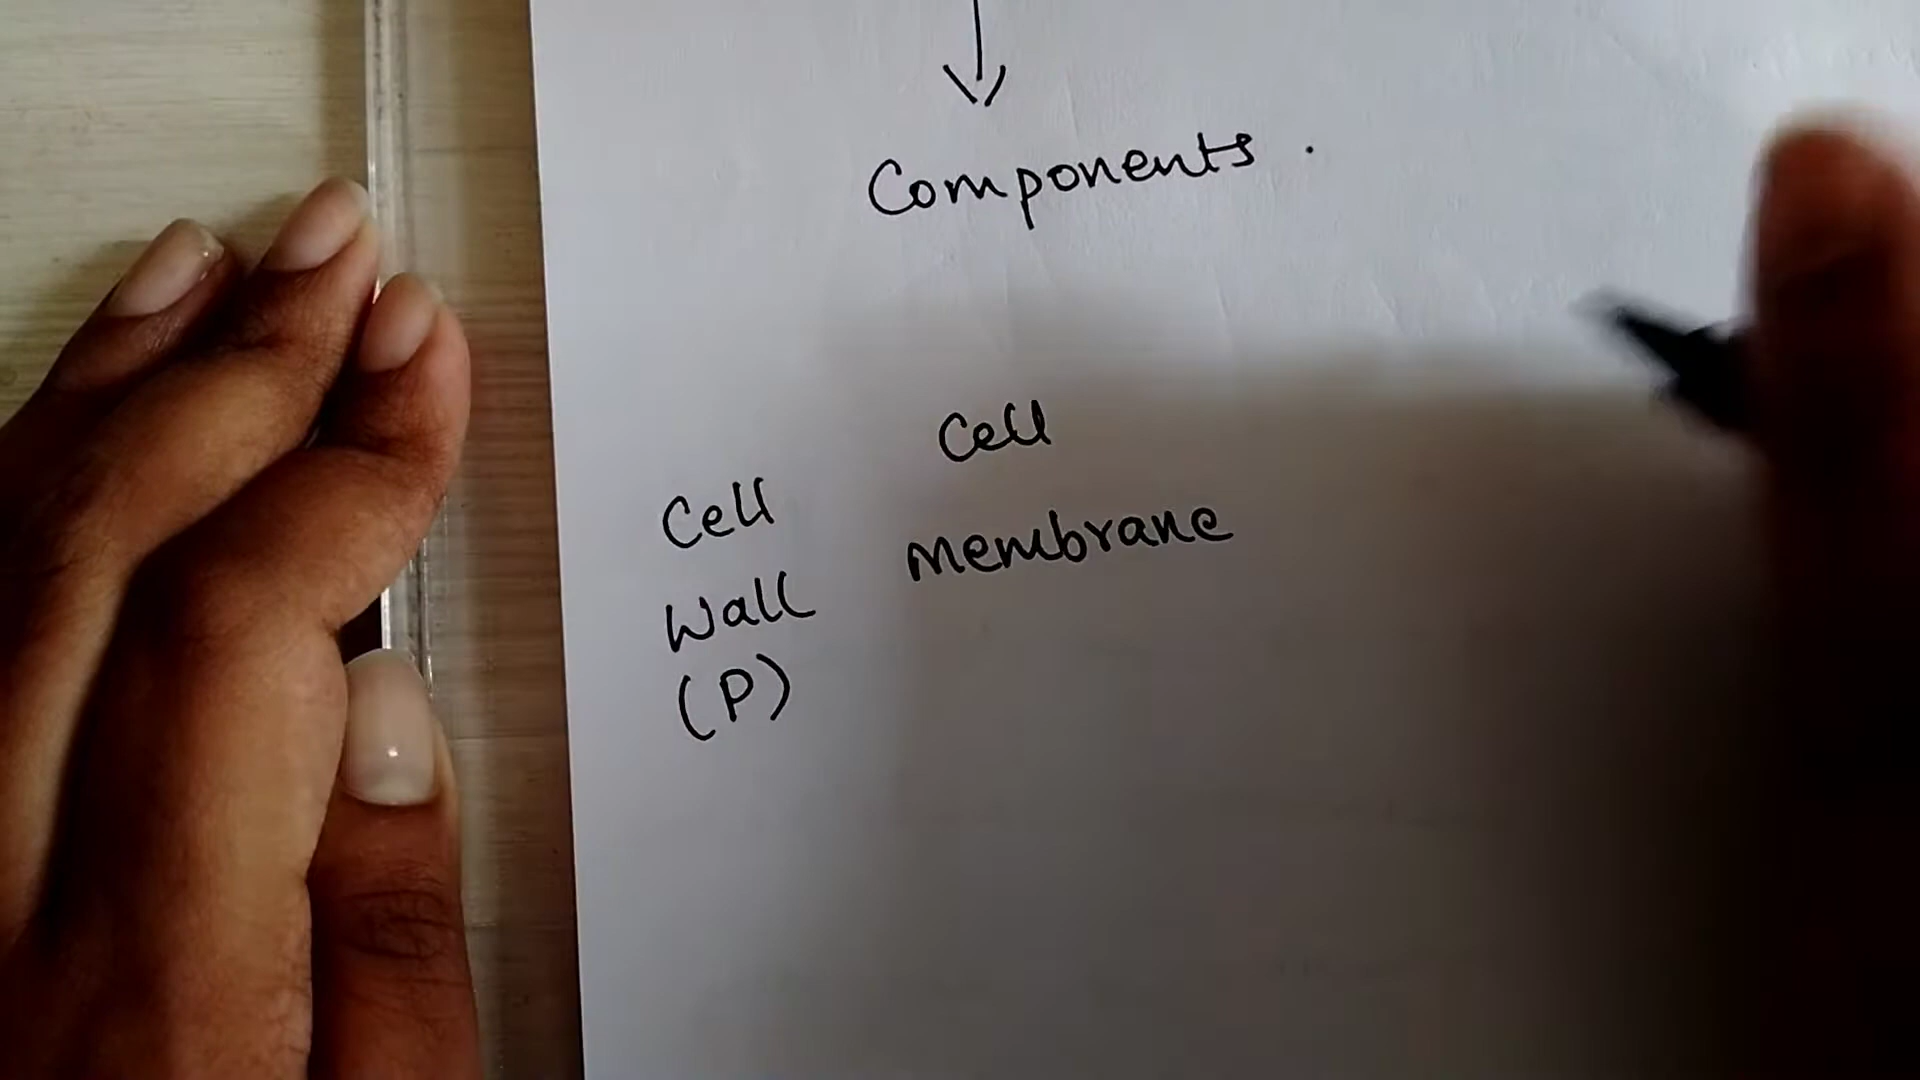 Components.
Cell
Wall
(P)
Cell
membrane